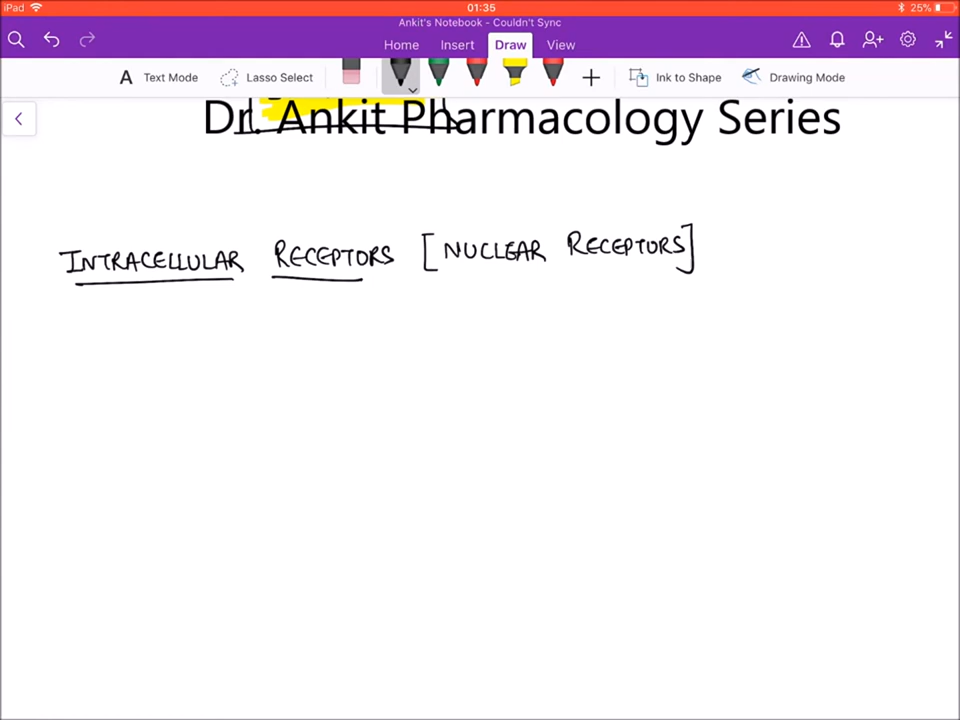 iPad 01:35 25%
Ankit's Notebook - Couldn't Sync
Home Insert Draw View
A Text Mode Lasso Select Ink to Shape Drawing Mode
Dr. Ankit Pharmacology Series
INTRACELLULAR RECEPTORS [NUCLEAR RECEPTORS]